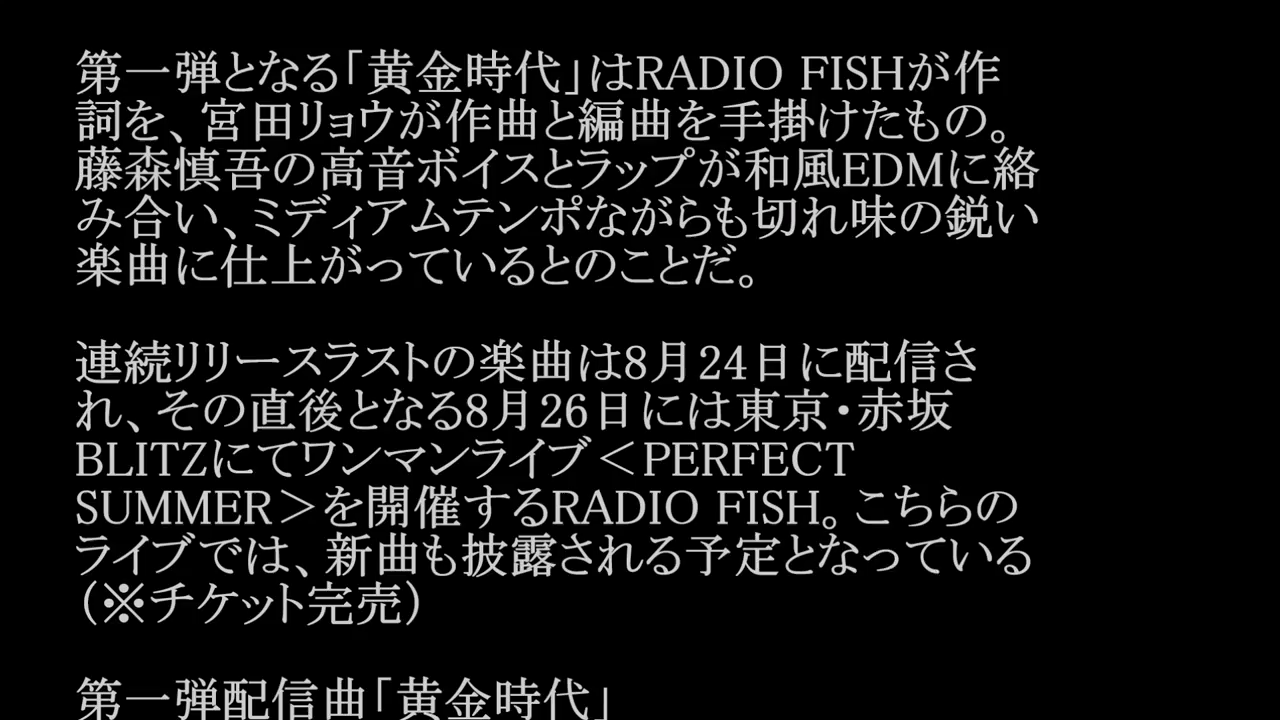 第一弾となる「黄金時代」はRADIO FISHが作
詞を、宮田リョウが作曲と編曲を手掛けたもの。
藤森慎吾の高音ボイスとラップが和風EDMに絡
み合い、ミディアムテンポながらも切れ味の鋭い
楽曲に仕上がっているとのことだ。
連続リリースラストの楽曲は8月24日に配信さ
れ、その直後となる8月26日には東京・赤坂
BLITZにてワンマンライブ＜PERFECT
SUMMER＞を開催するRADIO FISH。こちらの
ライブでは、新曲も披露される予定となっている
（※チケット完売）
第一弾配信曲「黄金時代」